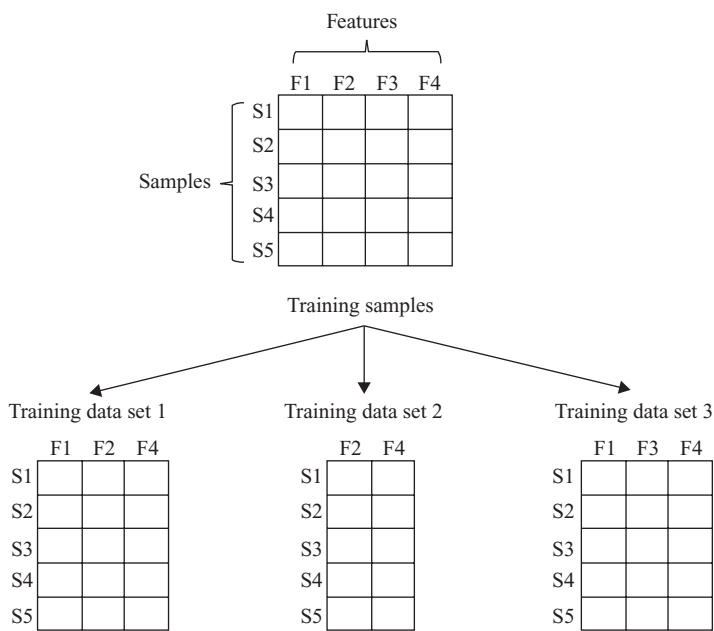 Features
F1 F2 F3 F4
S1
S2
Samples
S3
S4
S5
Training samples
Training data set 1
Training data set 2
Training data set 3
F1 F2 F4
F2 F4
F1 F3 F4
S1
S2
S3
S4
S5
S1
S2
S3
S4
S5
S1
S2
S3
S4
S5